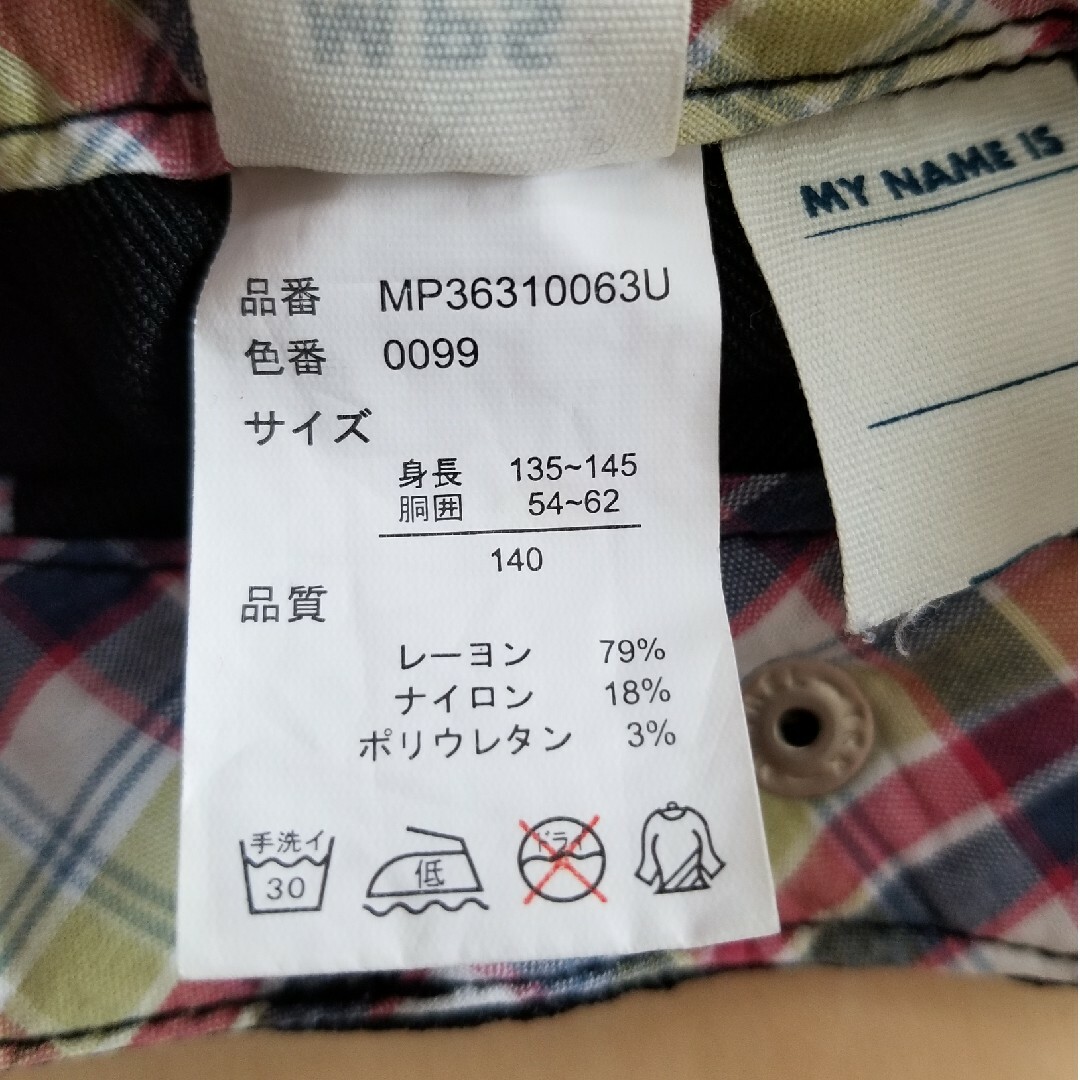 MY NAME IS
品番 MP36310063U
色番 0099
サイズ
身長 135~145
胴囲 54~62
140
品質
レーヨン 79%
ナイロン 18%
ポリウレタン 3%
手洗イ
30
低
ドライ